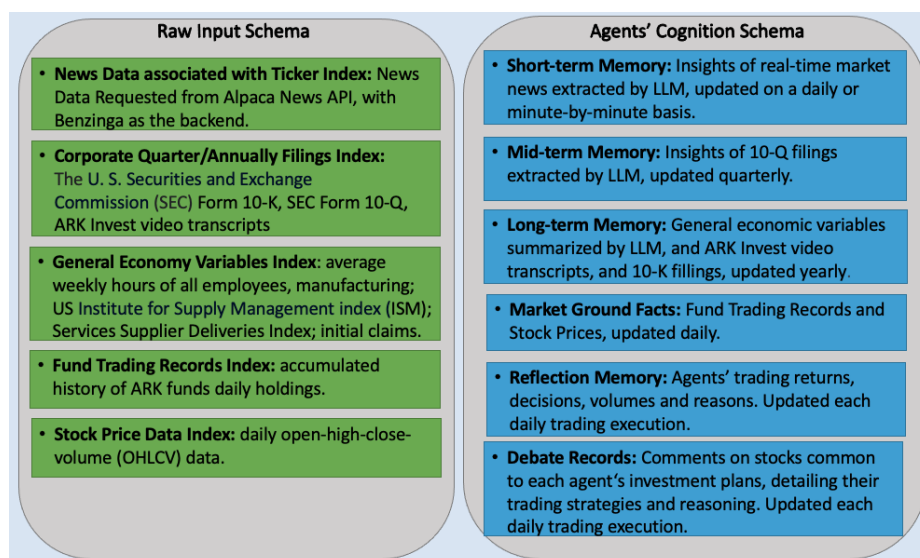 Raw Input Schema
• News Data associated with Ticker Index: News
Data Requested from Alpaca News API, with
Benzinga as the backend.
• Corporate Quarter/Annually Filings Index:
The U. S. Securities and Exchange
Commission (SEC) Form 10-K, SEC Form 10-Q,
ARK Invest video transcripts
• General Economy Variables Index: average
weekly hours of all employees, manufacturing;
US Institute for Supply Management index (ISM);
Services Supplier Deliveries Index; initial claims.
• Fund Trading Records Index: accumulated
history of ARK funds daily holdings.
• Stock Price Data Index: daily open-high-close-
volume (OHLCV) data.
Agents’ Cognition Schema
• Short-term Memory: Insights of real-time market
news extracted by LLM, updated on a daily or
minute-by-minute basis.
• Mid-term Memory: Insights of 10-Q filings
extracted by LLM, updated quarterly.
• Long-term Memory: General economic variables
summarized by LLM, and ARK Invest video
transcripts, and 10-K fillings, updated yearly.
• Market Ground Facts: Fund Trading Records and
Stock Prices, updated daily.
• Reflection Memory: Agents’ trading returns,
decisions, volumes and reasons. Updated each
daily trading execution.
• Debate Records: Comments on stocks common
to each agent‘s investment plans, detailing their
trading strategies and reasoning. Updated each
daily trading execution.